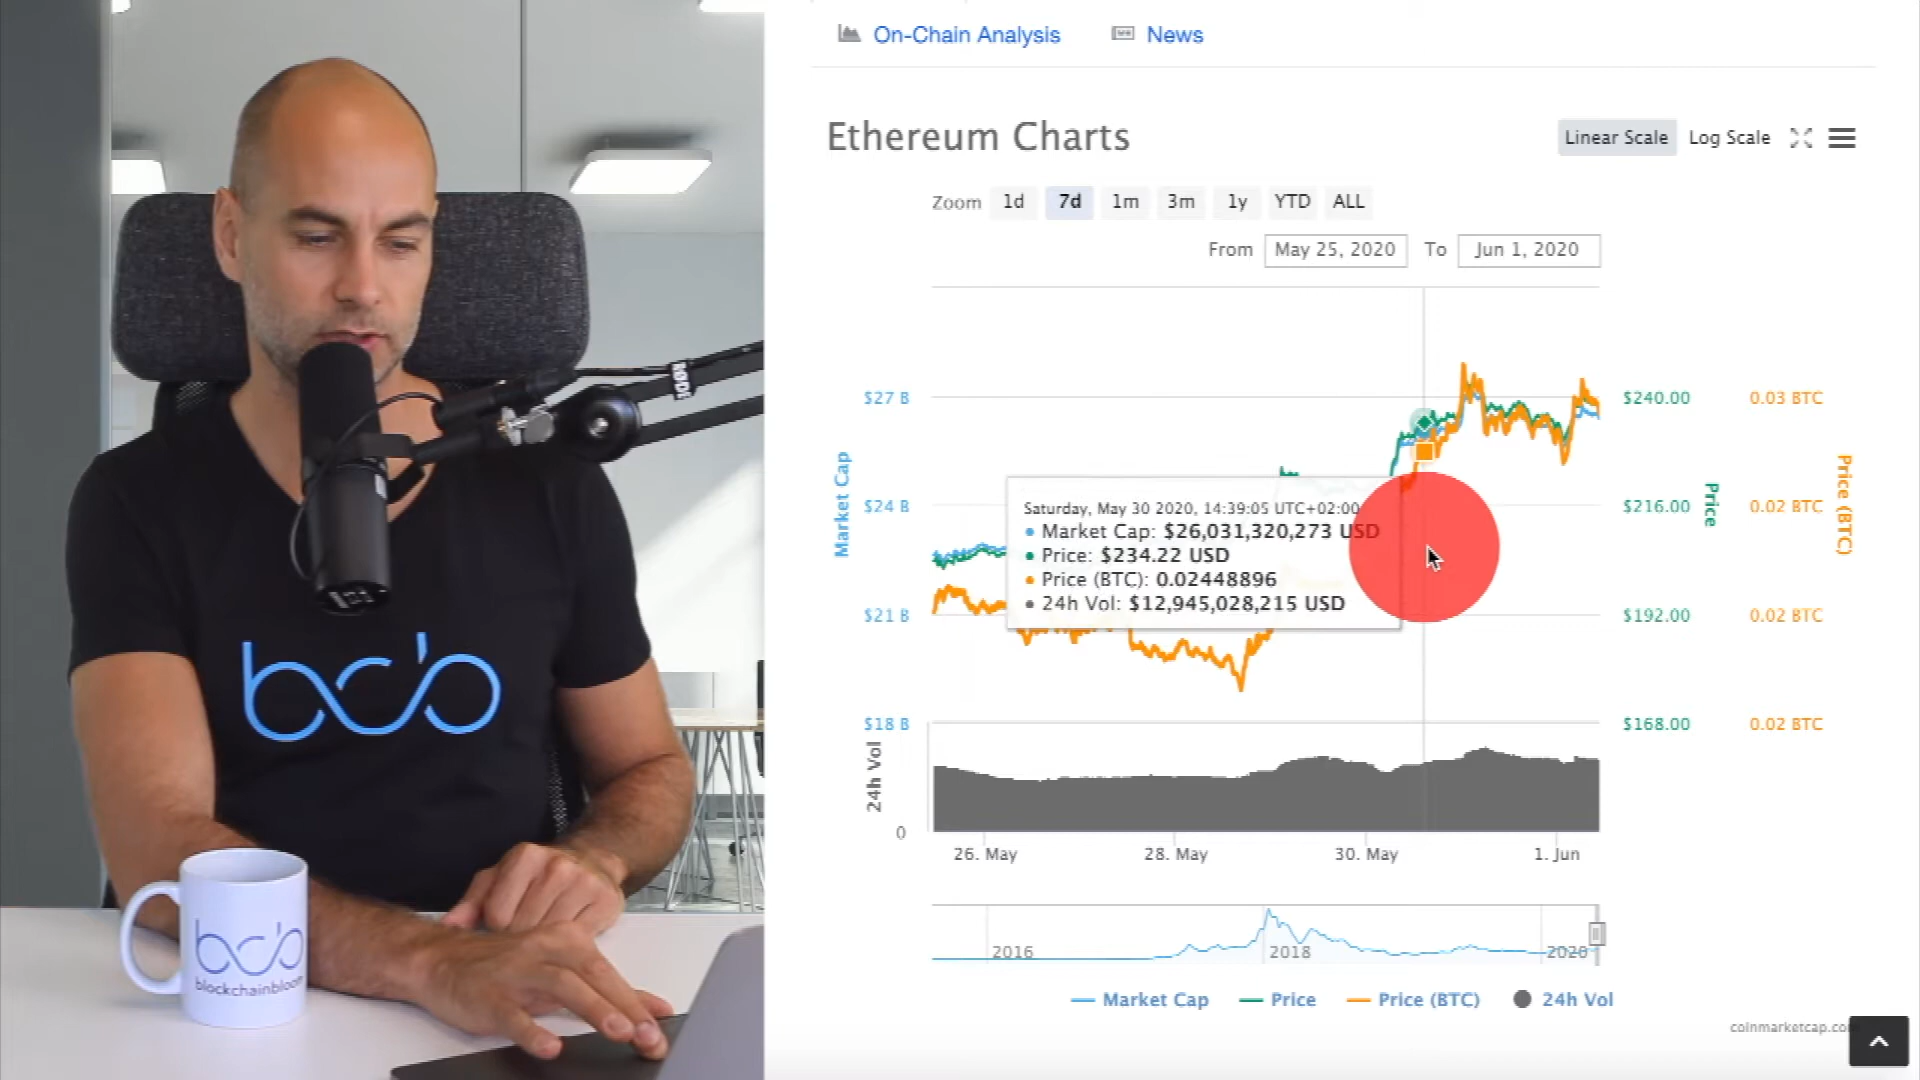 On-Chain Analysis News
Ethereum Charts
Linear Scale Log Scale
Zoom 1d 7d 1m 3m 1y YTD ALL
From May 25, 2020 To Jun 1, 2020
$27 B $240.00 0.03 BTC
$24 B $216.00 0.02 BTC
$21 B $192.00 0.02 BTC
$18 B $168.00 0.02 BTC
Market Cap
Price
Price (BTC)
Saturday, May 30 2020, 14:39:05 UTC+02:00
Market Cap: $26,031,320,273 USD
Price: $234.22 USD
Price (BTC): 0.02448896
24h Vol: $12,945,028,215 USD
24h Vol
0
26. May 28. May 30. May 1. Jun
2016 2018 2020
Market Cap Price Price (BTC) 24h Vol
coinmarketcap.co
RØDE
bcb
bcb
blockchainbloom